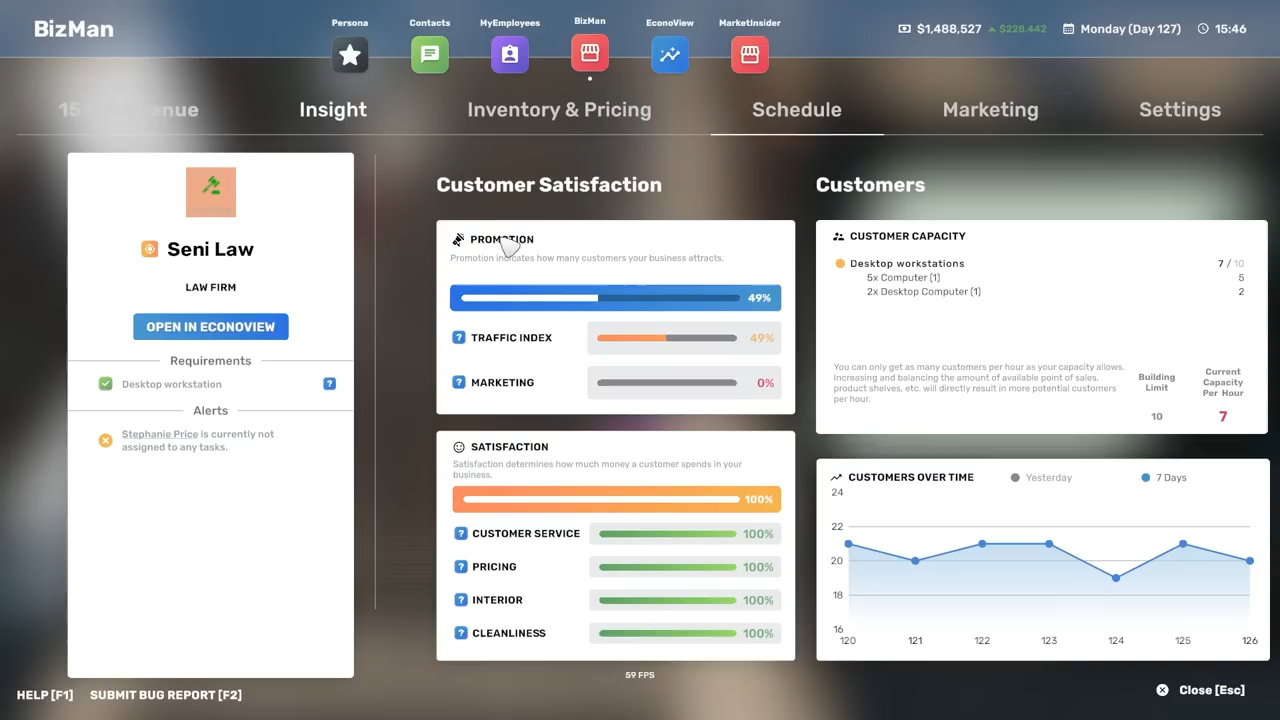 BizMan
Persona
Contacts
MyEmployees
BizMan
EconoView
MarketInsider
$1,488,527
$228,442
Monday (Day 127)
15:46
15
nue
Insight
Inventory & Pricing
Schedule
Marketing
Settings
Seni Law
LAW FIRM
OPEN IN ECONOVIEW
Requirements
Desktop workstation
?
Alerts
Stephanie Price is currently not
assigned to any tasks.
Customer Satisfaction
PROMOTION
Promotion indicates how many customers your business attracts.
49%
? TRAFFIC INDEX 49%
? MARKETING 0%
SATISFACTION
Satisfaction determines how much money a customer spends in your
business.
100%
? CUSTOMER SERVICE 100%
? PRICING 100%
? INTERIOR 100%
? CLEANLINESS 100%
Customers
CUSTOMER CAPACITY
Desktop workstations 7 / 10
5x Computer (1) 5
2x Desktop Computer (1) 2
You can only get as many customers per hour as your capacity allows.
Increasing and balancing the amount of available point of sales,
product shelves, etc. will directly result in more potential customers
per hour.
Building
Limit
10
Current
Capacity
Per Hour
7
CUSTOMERS OVER TIME
Yesterday
7 Days
24
22
20
18
16
120 121 122 123 124 125 126
59 FPS
HELP [F1]
SUBMIT BUG REPORT [F2]
Close [Esc]